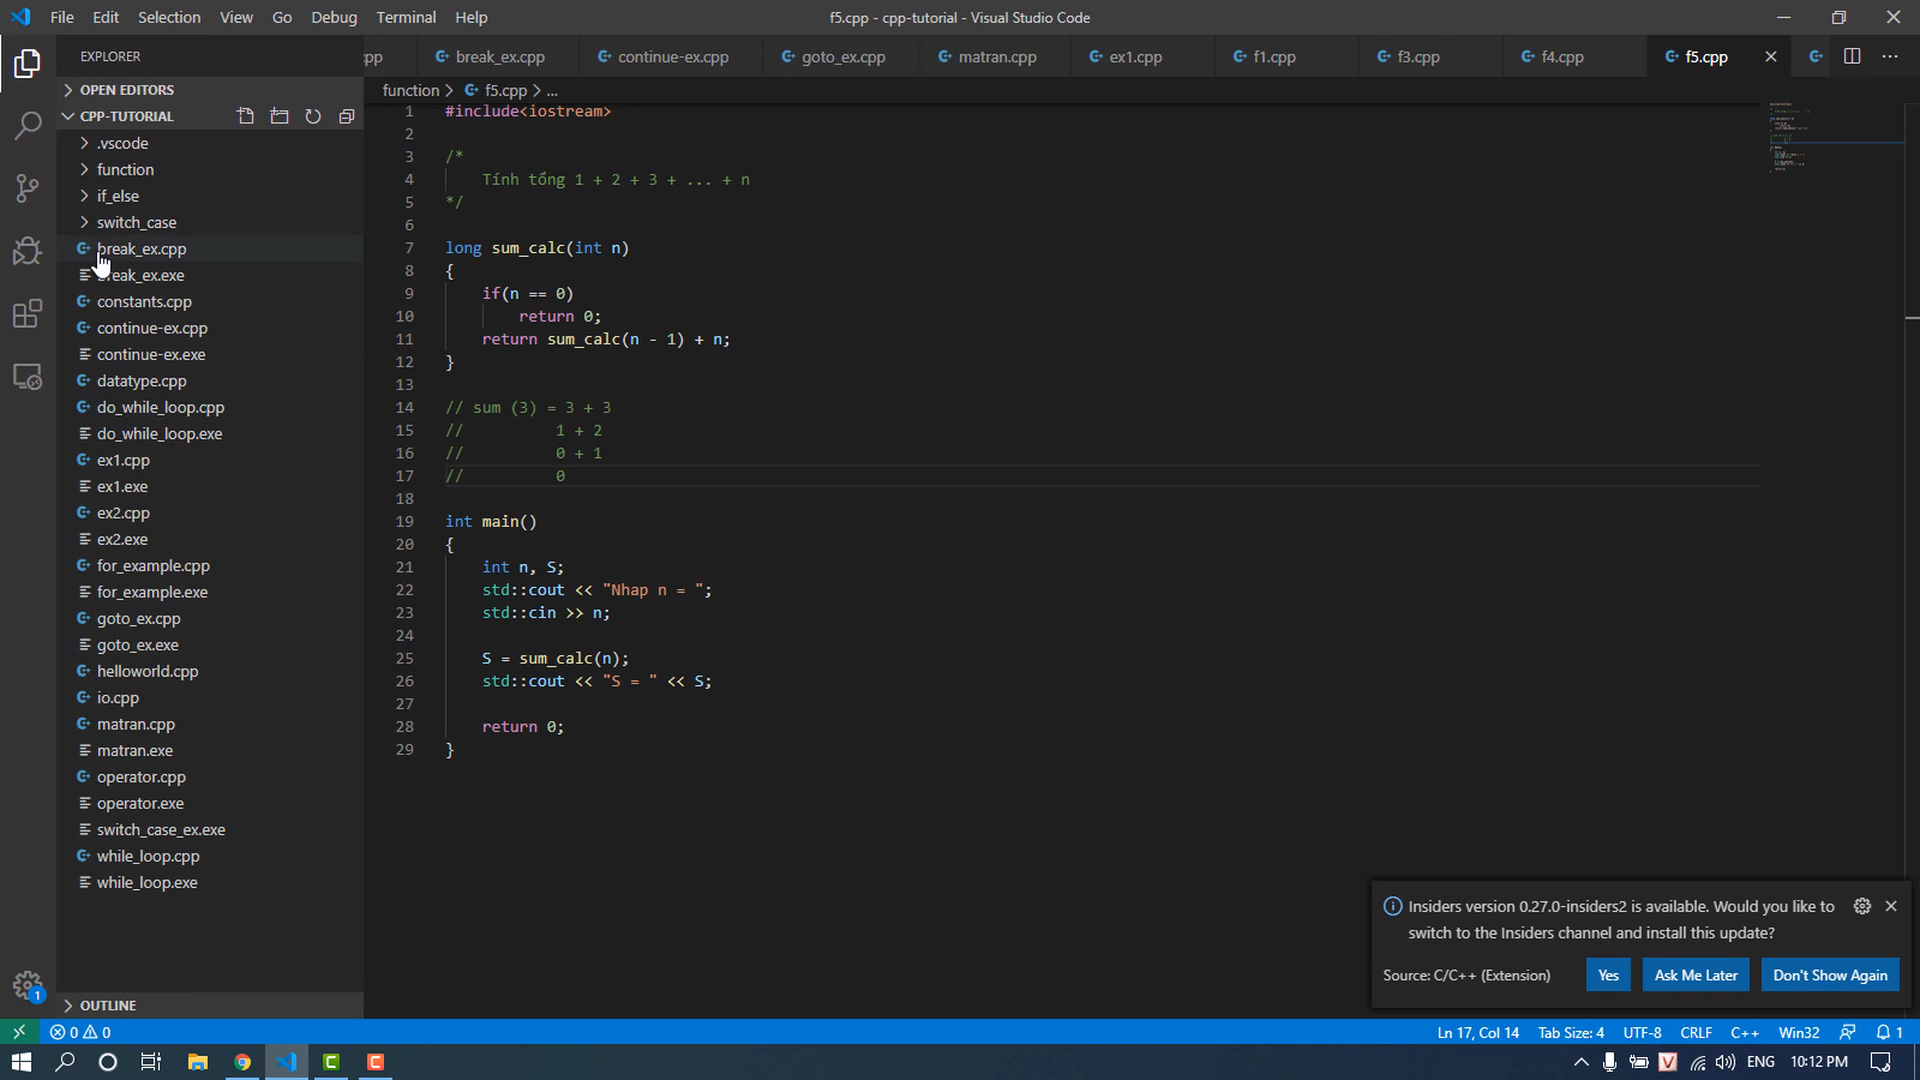 File Edit Selection View Go Debug Terminal Help
f5.cpp - cpp-tutorial - Visual Studio Code
EXPLORER
pp
break_ex.cpp
continue-ex.cpp
goto_ex.cpp
matran.cpp
ex1.cpp
f1.cpp
f3.cpp
f4.cpp
f5.cpp
OPEN EDITORS
CPP-TUTORIAL
.vscode
function
if_else
switch_case
break_ex.cpp
break_ex.exe
constants.cpp
continue-ex.cpp
continue-ex.exe
datatype.cpp
do_while_loop.cpp
do_while_loop.exe
ex1.cpp
ex1.exe
ex2.cpp
ex2.exe
for_example.cpp
for_example.exe
goto_ex.cpp
goto_ex.exe
helloworld.cpp
io.cpp
matran.cpp
matran.exe
operator.cpp
operator.exe
switch_case_ex.exe
while_loop.cpp
while_loop.exe
OUTLINE
function > f5.cpp > ...
1 #include<iostream>
2
3 /*
4 Tính tổng 1 + 2 + 3 + ... + n
5 */
6
7 long sum_calc(int n)
8 {
9 if(n == 0)
10 return 0;
11 return sum_calc(n - 1) + n;
12 }
13
14 // sum (3) = 3 + 3
15 // 1 + 2
16 // 0 + 1
17 // 0
18
19 int main()
20 {
21 int n, S;
22 std::cout << "Nhap n = ";
23 std::cin >> n;
24
25 S = sum_calc(n);
26 std::cout << "S = " << S;
27
28 return 0;
29 }
Insiders version 0.27.0-insiders2 is available. Would you like to
switch to the Insiders channel and install this update?
Source: C/C++ (Extension)
Yes
Ask Me Later
Don't Show Again
1
0 0
Ln 17, Col 14 Tab Size: 4 UTF-8 CRLF C++ Win32 1
ENG 10:12 PM